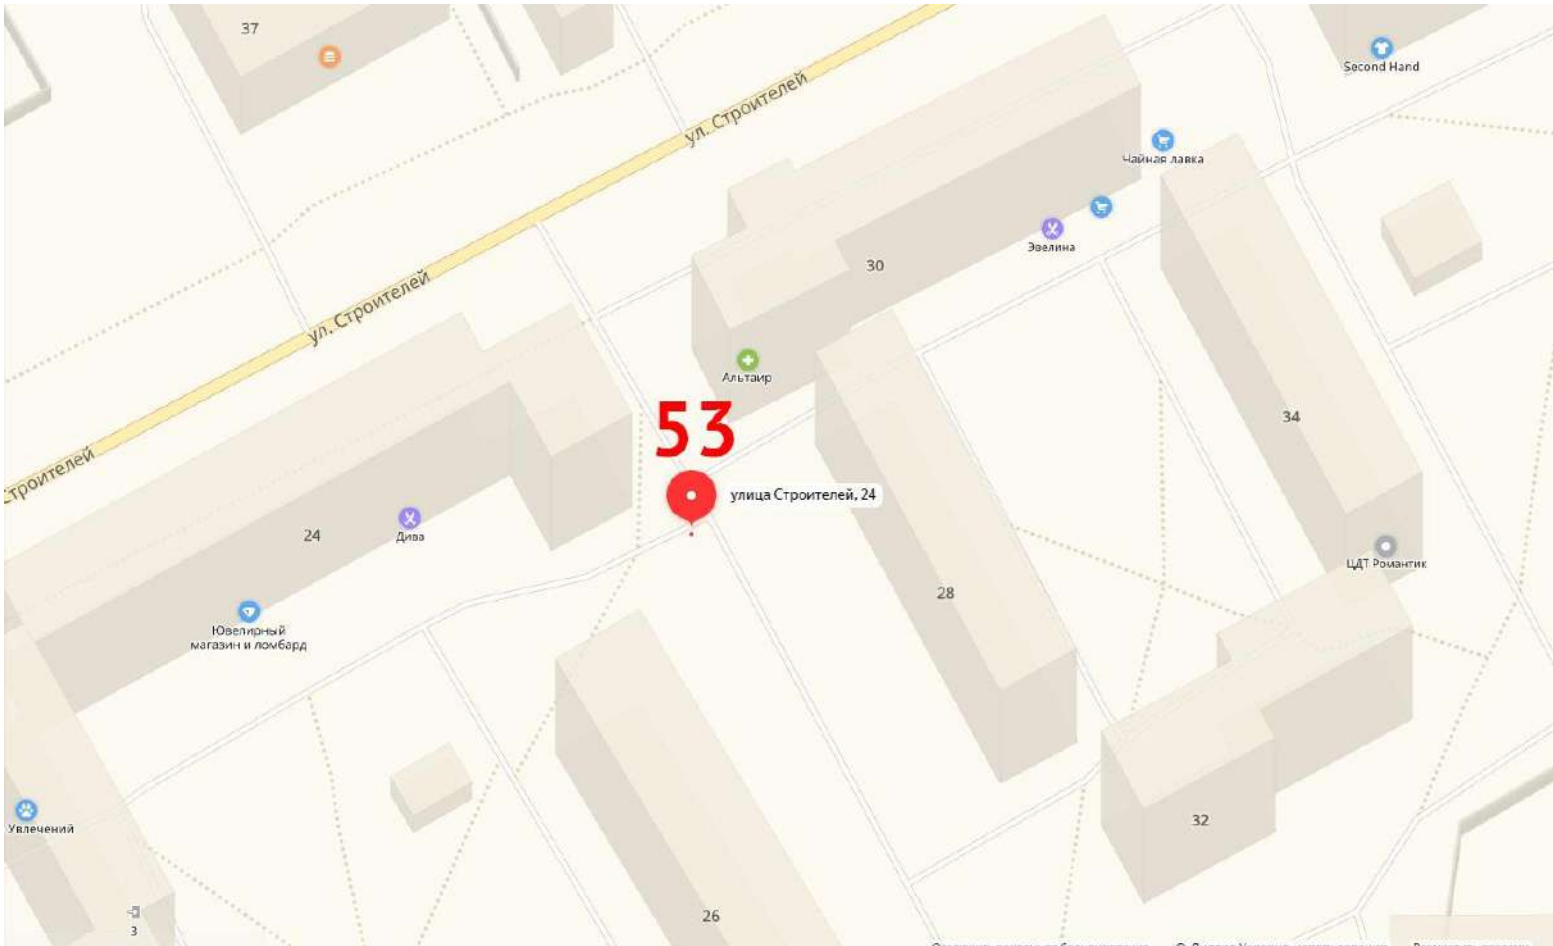 37
Second Hand
ул. Строителей
Чайная лавка
Эвелина
30
ул. Строителей
Альтаир
34
53
Строителей
улица Строителей, 24
24
Дива
ЦДТ Романтик
28
Ювелирный
магазин и ломбард
32
Увлечений
26
3